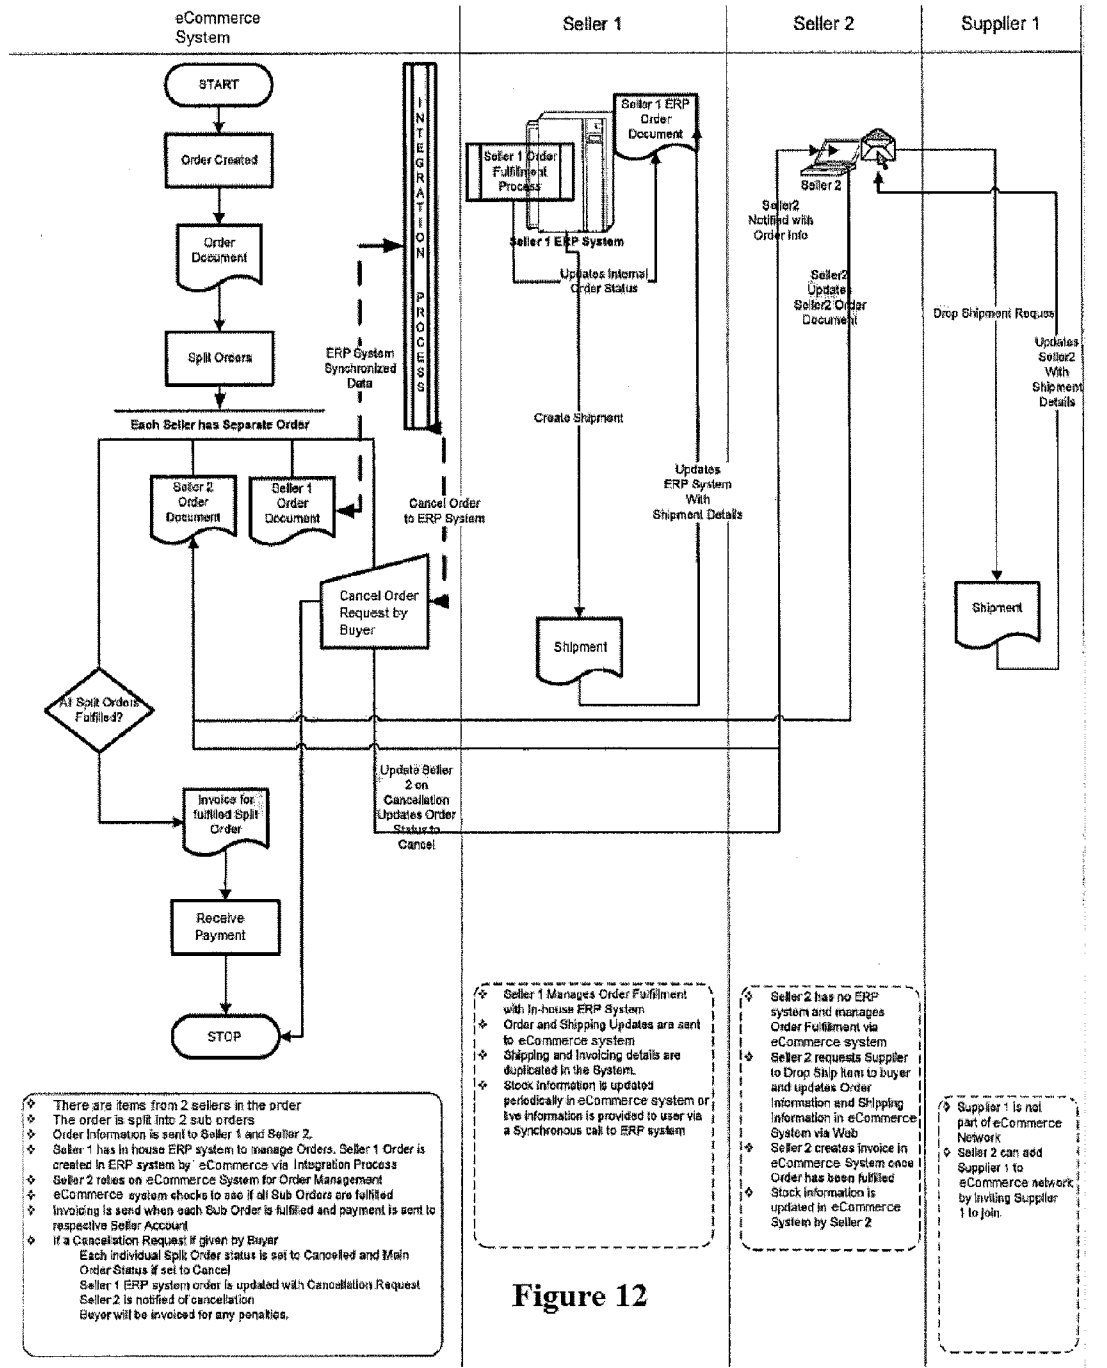 eCommerce
System
Seller 1
Seller 2
Supplier 1
START
Order Created
Order
Document
Split Orders
Each Seller has Separate Order
Seller 2
Order
Document
Seller 1
Order
Document
INTEGRATION PROCESS
ERP System
Synchronized
Data
Cancel Order
to ERP System
Cancel Order
Request by
Buyer
All Split Orders
Fulfilled?
Invoice for
fulfilled Split
Order
Receive
Payment
STOP
Update Seller
2 on
Cancellation
Updates Order
Status to
Cancel
Seller 1 ERP
Order
Document
Seller 1 Order
Fulfillment
Process
Seller 1 ERP System
Updates Internal
Order Status
Create Shipment
Updates
ERP System
With
Shipment Details
Shipment
Seller 2
Seller2
Notified with
Order Info
Seller2
Updates
Seller2 Order
Document
Drop Shipment Reques
Updates
Seller2
With
Shipment
Details
Shipment
There are items from 2 sellers in the order
The order is split into 2 sub orders
Order Information is sent to Seller 1 and Seller 2.
Seller 1 has in house ERP system to manage Orders. Seller 1 Order is
created in ERP system by eCommerce via Integration Process
Seller 2 relies on eCommerce System for Order Management
eCommerce system checks to see if all Sub Orders are fulfilled
Invoicing is send when each Sub Order is fulfilled and payment is sent to
respective Seller Account
If a Cancellation Request if given by Buyer
Each individual Split Order status is set to Cancelled and Main
Order Status if set to Cancel
Seller 1 ERP system order is updated with Cancellation Request
Seller 2 is notified of cancellation
Buyer will be invoiced for any penalties.
Seller 1 Manages Order Fulfillment
with In-house ERP System
Order and Shipping Updates are sent
to eCommerce system
Shipping and Invoicing details are
duplicated in the System.
Stock information is updated
periodically in eCommerce system or
live information is provided to user via
a Synchronous call to ERP system
Seller 2 has no ERP
system and manages
Order Fulfillment via
eCommerce system
Seller 2 requests Supplier
to Drop Ship Item to buyer
and updates Order
Information and Shipping
Information in eCommerce
System via Web
Seller 2 creates invoice in
eCommerce System once
Order has been fulfilled
Stock information is
updated in eCommerce
System by Seller 2
Supplier 1 is not
part of eCommerce
Network
Seller 2 can add
Supplier 1 to
eCommerce network
by Inviting Supplier
1 to join.
Figure 12